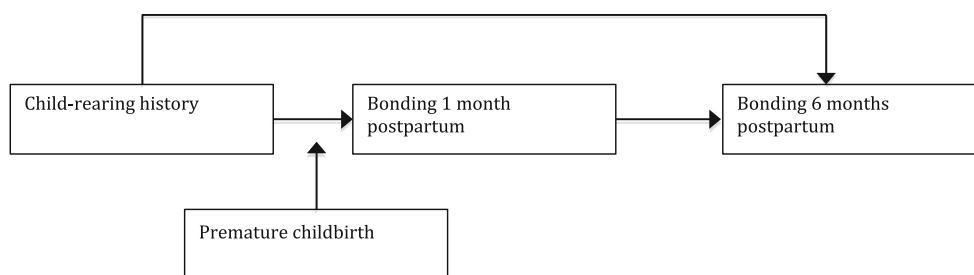 Child-rearing history
Bonding 1 month
postpartum
Bonding 6 months
postpartum
Premature childbirth